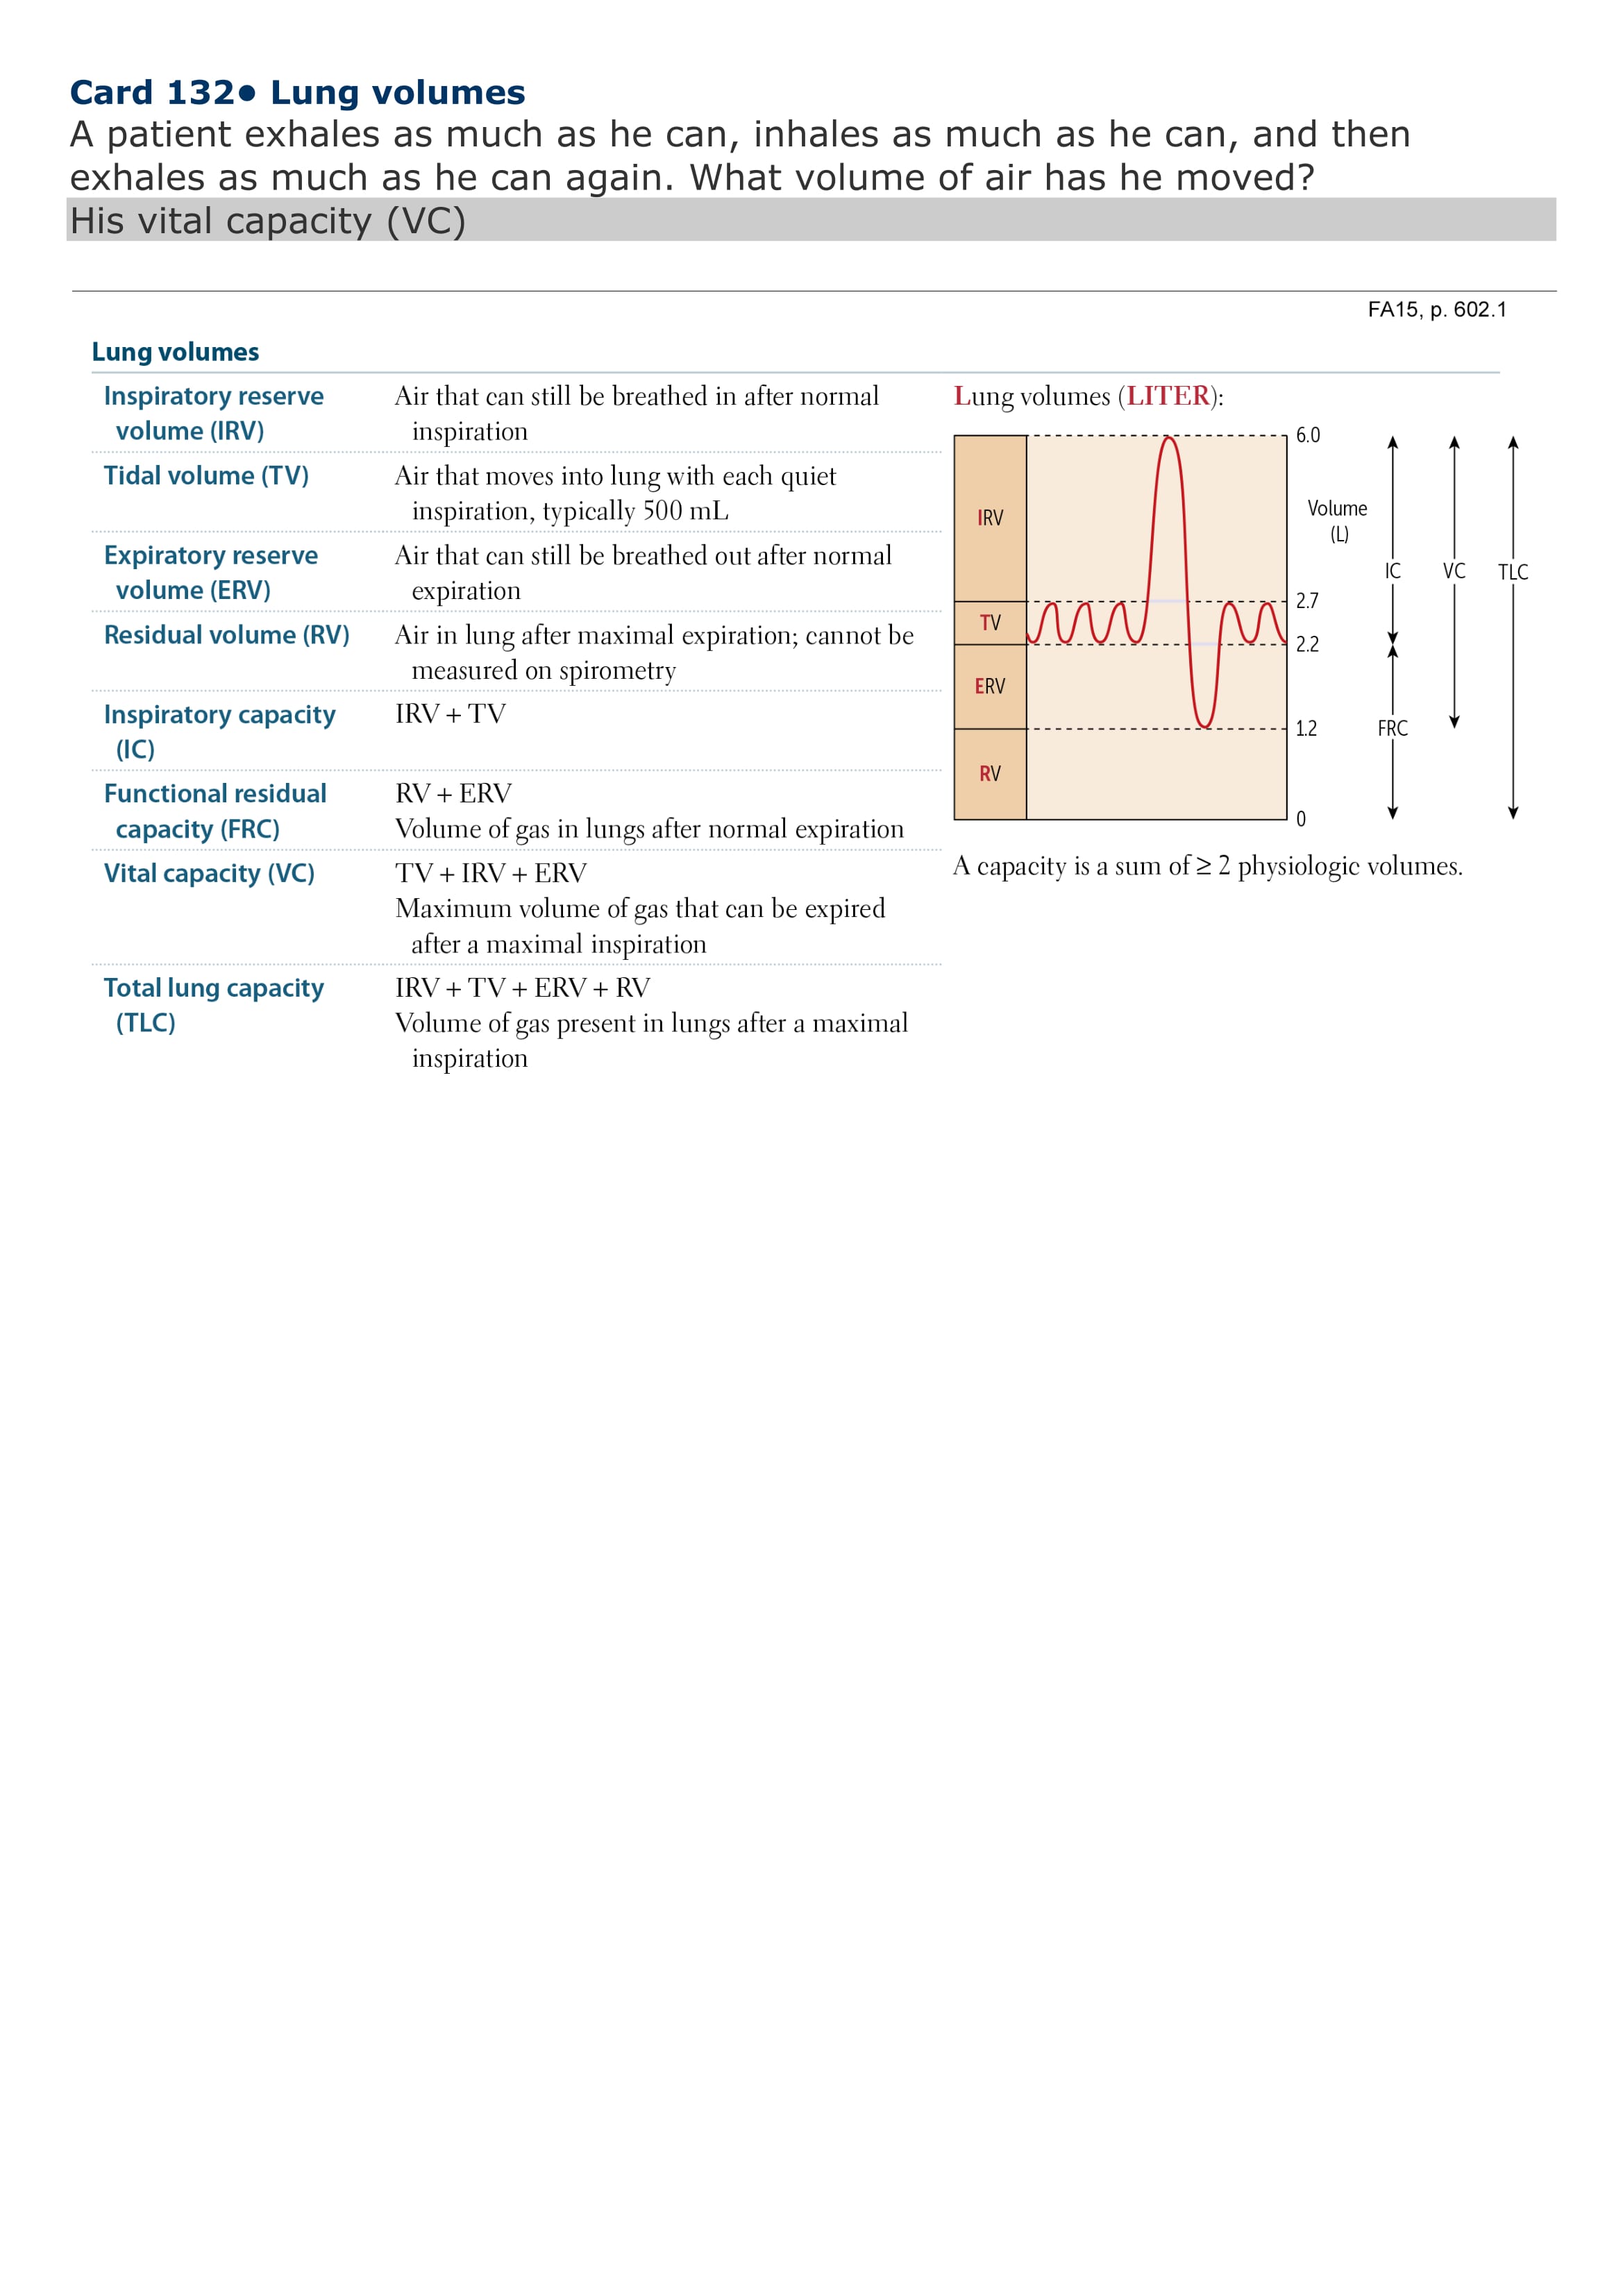 Card 132• Lung volumes
A patient exhales as much as he can, inhales as much as he can, and then
exhales as much as he can again. What volume of air has he moved?
His vital capacity (VC)
FA15, p. 602.1
Lung volumes
Inspiratory reserve
volume (IRV)
Air that can still be breathed in after normal
inspiration
Tidal volume (TV)
Air that moves into lung with each quiet
inspiration, typically 500 mL
Expiratory reserve
volume (ERV)
Air that can still be breathed out after normal
expiration
Residual volume (RV)
Air in lung after maximal expiration; cannot be
measured on spirometry
Inspiratory capacity
(IC)
IRV + TV
Functional residual
capacity (FRC)
RV + ERV
Volume of gas in lungs after normal expiration
Vital capacity (VC)
TV + IRV + ERV
Maximum volume of gas that can be expired
after a maximal inspiration
Total lung capacity
(TLC)
IRV + TV + ERV + RV
Volume of gas present in lungs after a maximal
inspiration
Lung volumes (LITER):
IRV
TV
ERV
RV
6.0
Volume
(L)
2.7
2.2
1.2
0
IC
VC
TLC
FRC
A capacity is a sum of ≥ 2 physiologic volumes.